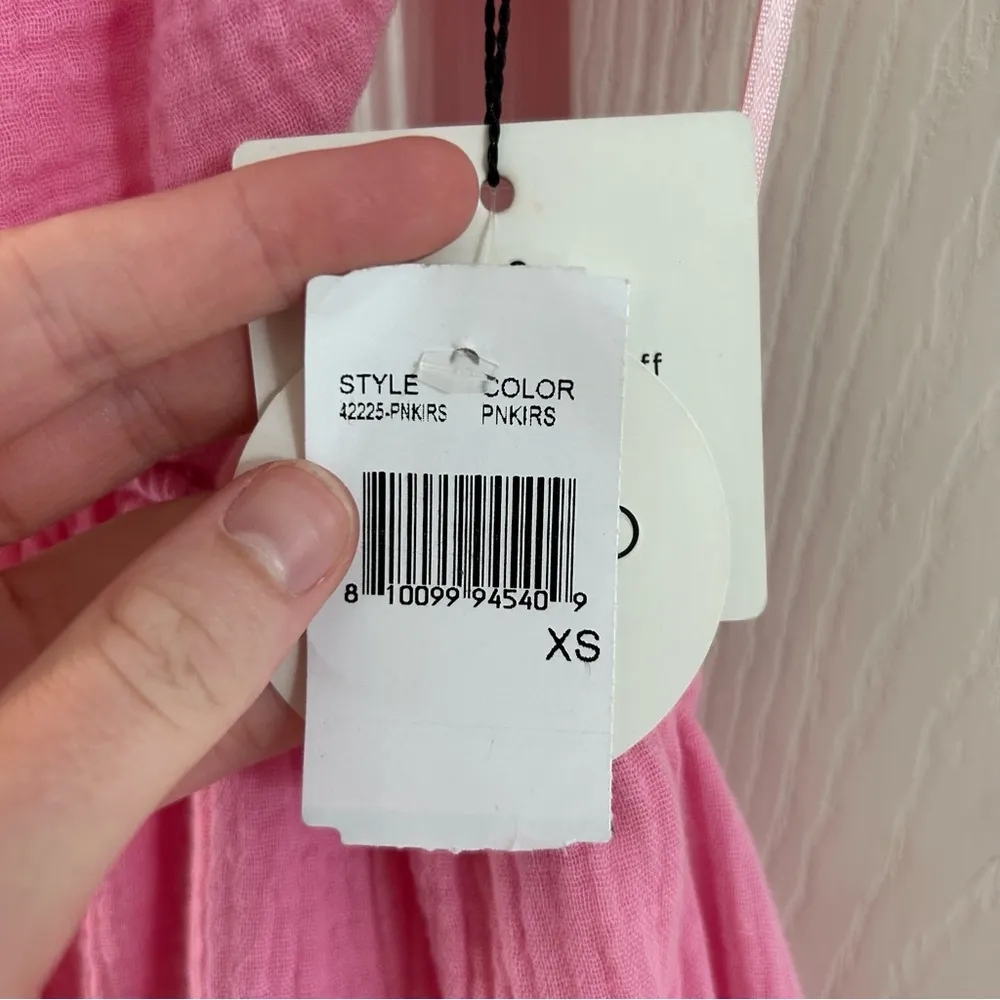 STYLE COLOR
42225-PNKIRS PNKIRS
8 10099 94540 9
XS